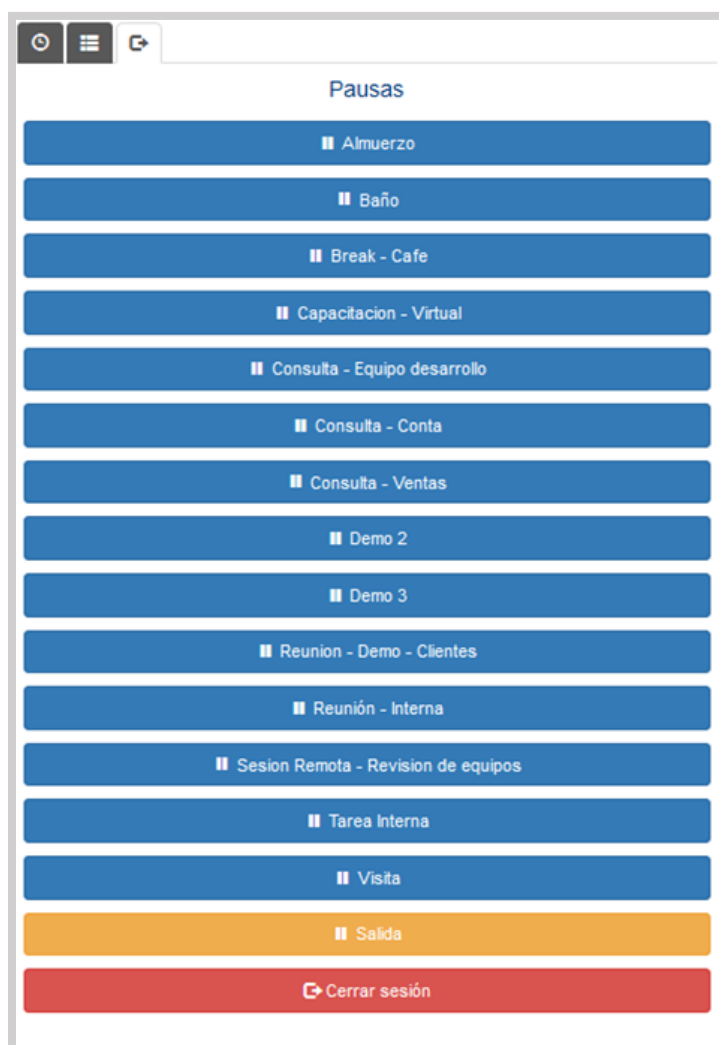 Pausas
Almuerzo
Baño
Break - Cafe
Capacitacion - Virtual
Consulta - Equipo desarrollo
Consulta - Conta
Consulta - Ventas
Demo 2
Demo 3
Reunion - Demo - Clientes
Reunión - Interna
Sesion Remota - Revision de equipos
Tarea Interna
Visita
Salida
Cerrar sesión